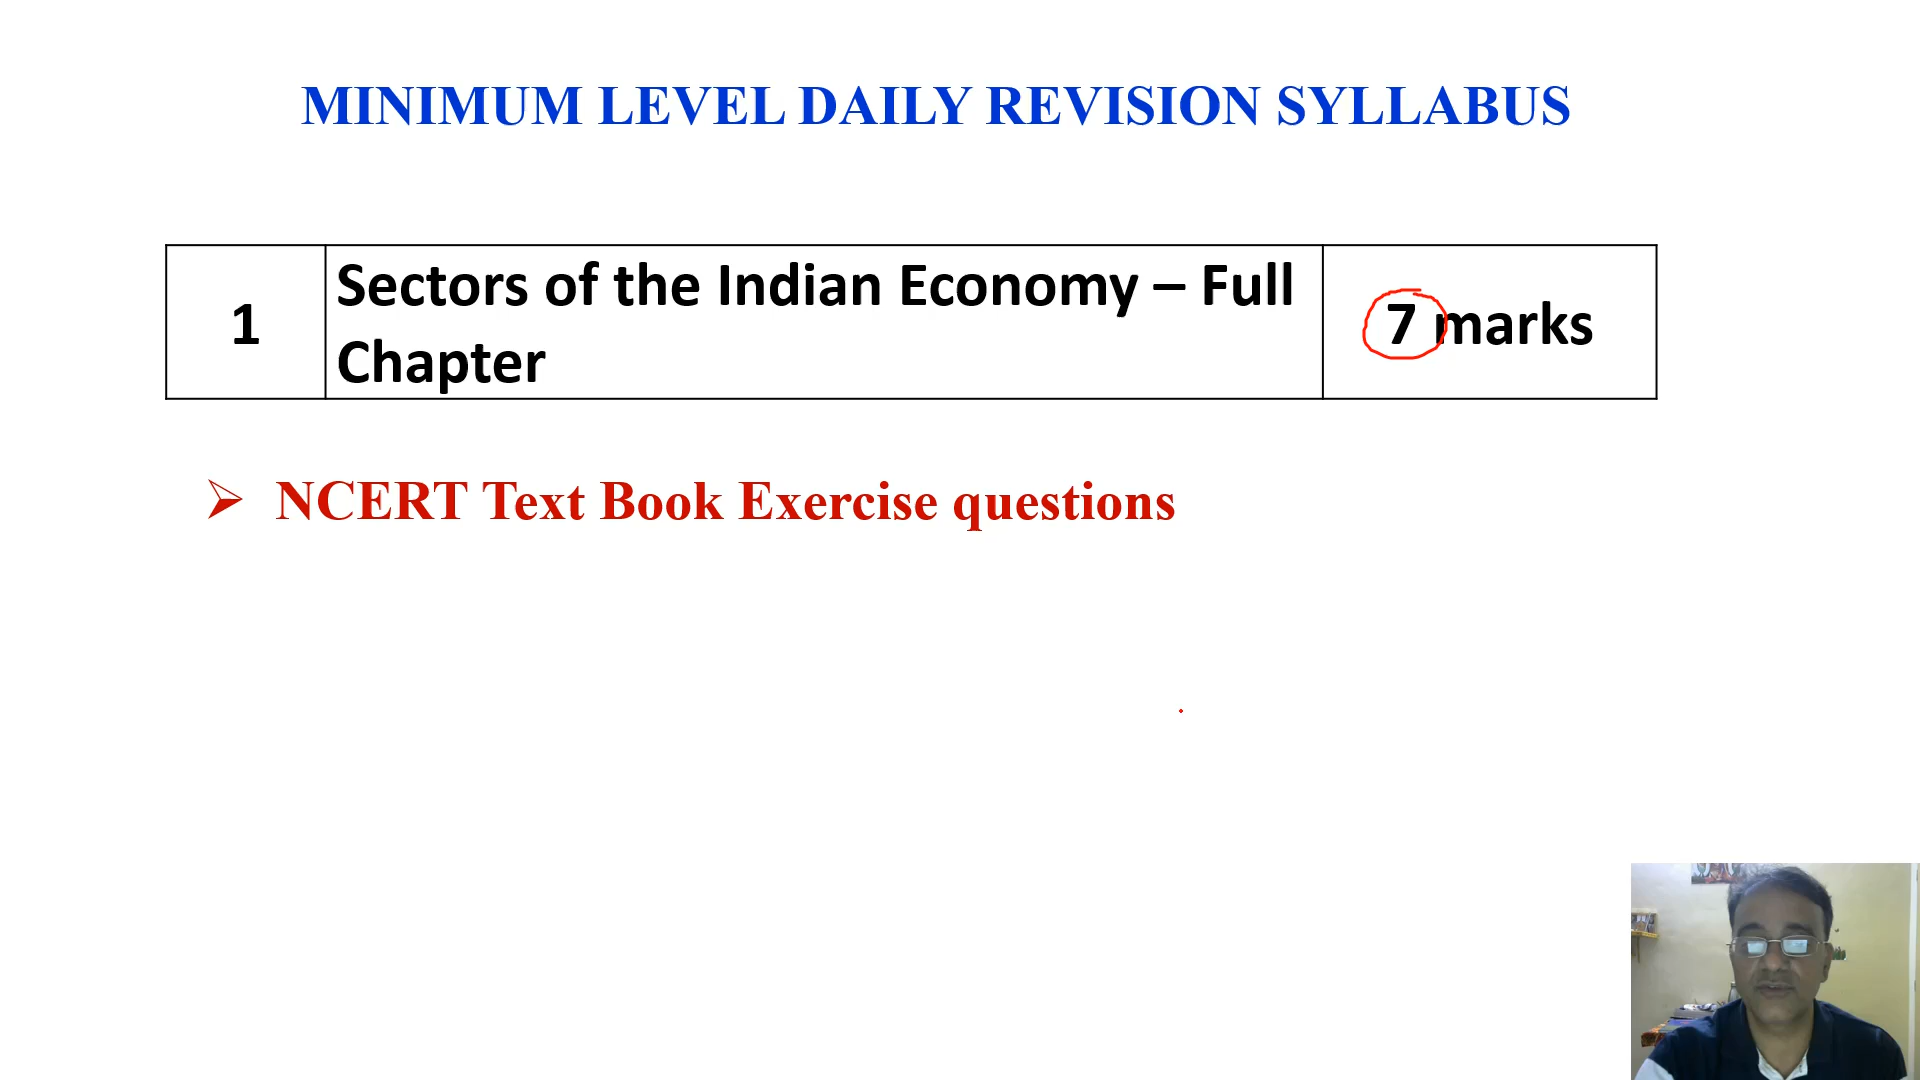 MINIMUM LEVEL DAILY REVISION SYLLABUS
1
Sectors of the Indian Economy – Full
Chapter
7 marks
➢ NCERT Text Book Exercise questions